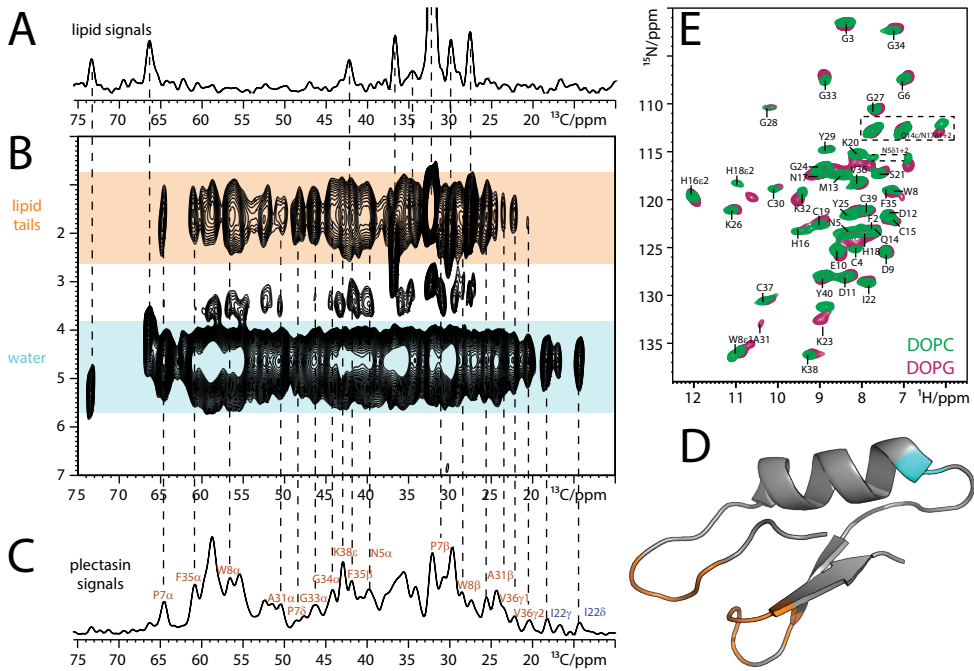 A
lipid signals
75 70 65 60 55 50 45 40 35 30 25 20
¹³C/ppm
B
lipid
tails
water
2
3
4
5
6
7
75 70 65 60 55 50 45 40 35 30 25 20
¹³C/ppm
C
plectasin
signals
P7α
F35α
W8α
A31α
P7δ
G33α
G34α
K38ε
F35β
N5α
P7β
W8β
A31β
V36γ1
V36γ2
I22γ
I22δ
75 70 65 60 55 50 45 40 35 30 25 20
¹³C/ppm
E
¹⁵N/ppm
105
110
115
120
125
130
135
G3
G34
G33
G6
G27
G28
Q14ε/N17δ1+2
Y29
K20
N5δ1+2
G24
V36
H18ε2
N17
M13
S21
H16ε2
C30
W8
K32
F35
C19
Y25
C39
K26
D12
N5
F2
C15
H16
Q14
H18
E10
C4
D9
Y40
D11
I22
C37
K23
W8ε1
A31
K38
DOPC
DOPG
12 11 10 9 8 7
¹H/ppm
D